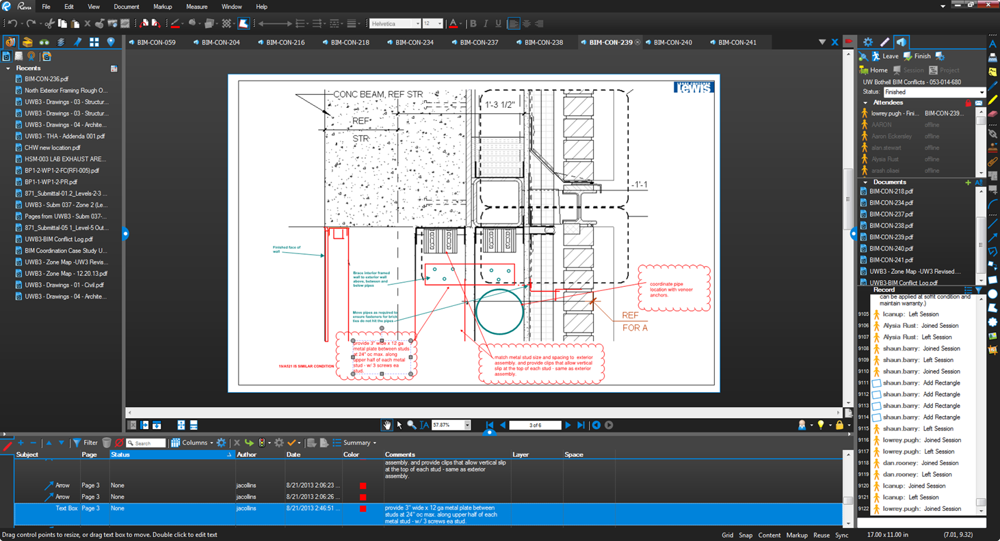 Revu File Edit View Document Markup Measure Window Help
Helvetica 12
BIM-CON-059 BIM-CON-204 BIM-CON-216 BIM-CON-218 BIM-CON-234 BIM-CON-237 BIM-CON-238 BIM-CON-239 BIM-CON-240 BIM-CON-241
Recents
BIM-CON-236.pdf
North Exterior Framing Rough O...
UWB3 - Drawings - 03 - Structur...
UWB3 - Drawings - 03 - Structur...
UWB3 - Drawings - 04 - Archite...
UWB3 - THA - Addenda 001.pdf
CHW new location.pdf
HSM-003 LAB EXHAUST ARE...
BP1-2-WP1-2-FC(RFI-005).pdf
BP1-1-WP1-2-PR.pdf
871_Submittal-01.2_Levels-2-3 ...
UWB3 - Subm 037 - Zone 2 (Le...
Pages from UWB3 - Subm 037-...
871_Submittal-05 1_Level-5 Out...
UWB3-BIM Conflict Log.pdf
BIM Coordination Case Study U...
UWB3 - Zone Map -UW3 Revis...
UWB3 - Zone Map - 12.20.13.pdf
UWB3 - Drawings - 01 - Civil.pdf
UWB3 - Drawings - 04 - Archite...
Lewis
CONC BEAM, REF STR
1'-3 1/2"
REF
STR
-1'-1
Finished face of
wall
Brace interior framed
wall to exterior wall
above, between and
below pipes
Move pipes as required to
ensure fasteners for brick
ties do not hit the pipes
coordinate pipe
location with veneer
anchors.
REF
FOR A
provide 3" wide x 12 ga
metal plate between studs
at 24" oc max. along
upper half of each metal
stud - w/ 3 screws ea
stud.
19/A521 IS SIMILAR CONDITION
match metal stud size and spacing to exterior
assembly. and provide clips that allow vertical
slip at the top of each stud - same as exterior
assembly.
57.87%
3 of 6
Leave Finish
Home Session Project
UW Bothell BIM Conflicts - 053-014-680
Status: Finished
Attendees
lowrey.pugh - Fini... BIM-CON-239...
AARON offline
Aaron Eckersley offline
alan.stewart offline
Alysia Rust offline
arash.oliaei offline
Documents
BIM-CON-218.pdf
BIM-CON-234.pdf
BIM-CON-237.pdf
BIM-CON-238.pdf
BIM-CON-239.pdf
BIM-CON-240.pdf
BIM-CON-241.pdf
UWB3 - Zone Map -UW3 Revised....
UWB3-BIM Conflict Log.pdf
Record
can be applied at soffit condition and
maintain warranty.)
9105 lcanup: Left Session
9106 Alysia Rust: Joined Session
9107 Alysia Rust: Left Session
9108 shaun.barry: Joined Session
9109 shaun.barry: Left Session
9110 shaun.barry: Joined Session
9111 shaun.barry: Add Rectangle
9112 shaun.barry: Add Rectangle
9113 shaun.barry: Add Rectangle
9114 shaun.barry: Add Rectangle
9115 shaun.barry: Left Session
9116 lowrey.pugh: Joined Session
9117 lowrey.pugh: Left Session
9118 dan.rooney: Joined Session
9119 dan.rooney: Left Session
9120 lcanup: Joined Session
9121 lcanup: Left Session
9122 lowrey.pugh: Joined Session
Filter Search Columns Summary
Subject Page Status Author Date Color Comments Layer Space
assembly. and provide clips that allow vertical slip
at the top of each stud - same as exterior
assembly.
Arrow Page 3 None jacollins 8/21/2013 2:06:23 ...
Arrow Page 3 None jacollins 8/21/2013 2:06:26 ...
Text Box Page 3 None jacollins 8/21/2013 2:46:51 ... provide 3" wide x 12 ga metal plate between
studs at 24" oc max. along upper half of each
metal stud - w/ 3 screws ea stud.
Drag control points to resize, or drag text box to move. Double click to edit text
Grid Snap Content Markup Reuse Sync 17.00 x 11.00 in (7.01, 9.32)